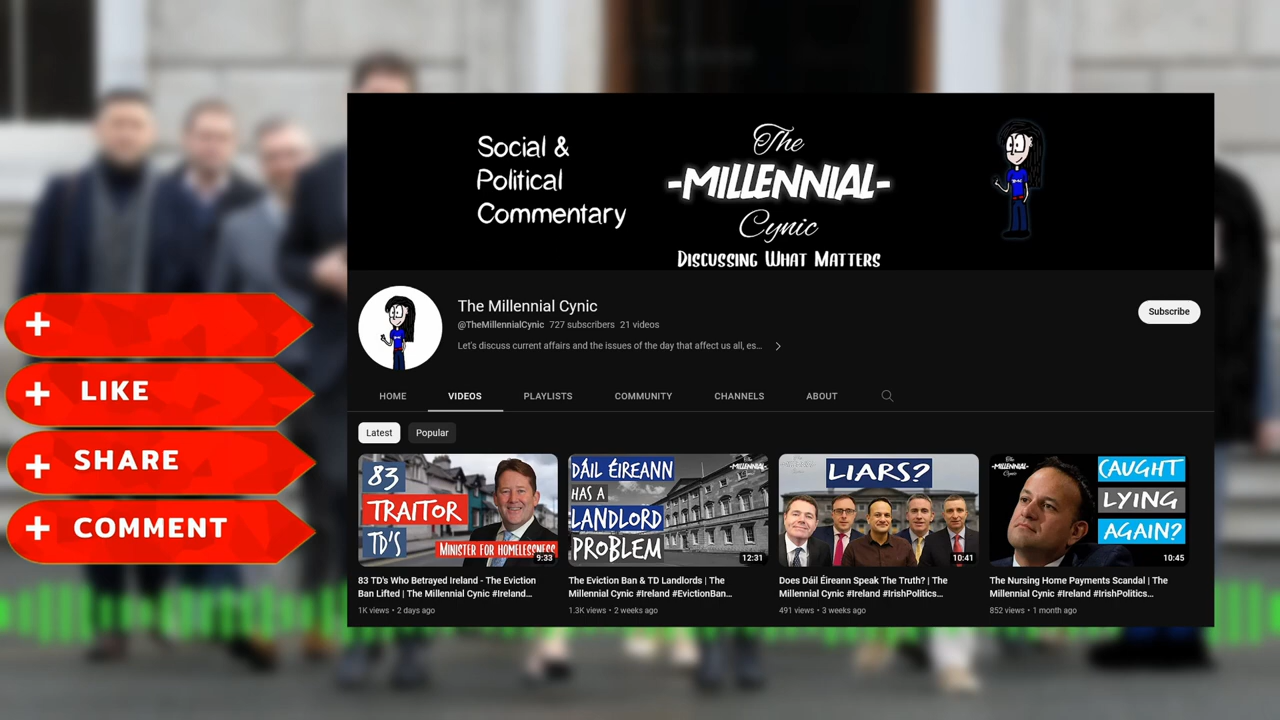 Social &
Political
Commentary
The
-MILLENNIAL-
Cynic
DISCUSSING WHAT MATTERS
The Millennial Cynic
@TheMillennialCynic 727 subscribers 21 videos
Let's discuss current affairs and the issues of the day that affect us all, es...
Subscribe
HOME VIDEOS PLAYLISTS COMMUNITY CHANNELS ABOUT
Latest Popular
+
+ LIKE
+ SHARE
+ COMMENT
83
TRAITOR
TD'S
MINISTER FOR HOMELESSNESS
9:33
DÁIL ÉIREANN
HAS A
LANDLORD
PROBLEM
-MILLENNIAL-
12:31
LIARS?
10:41
The
-MILLENNIAL-
CAUGHT
LYING
AGAIN?
10:45
83 TD's Who Betrayed Ireland - The Eviction
Ban Lifted | The Millennial Cynic #Ireland...
1K views • 2 days ago
The Eviction Ban & TD Landlords | The
Millennial Cynic #Ireland #EvictionBan...
1.3K views • 2 weeks ago
Does Dáil Éireann Speak The Truth? | The
Millennial Cynic #Ireland #IrishPolitics...
491 views • 3 weeks ago
The Nursing Home Payments Scandal | The
Millennial Cynic #Ireland #IrishPolitics...
852 views • 1 month ago